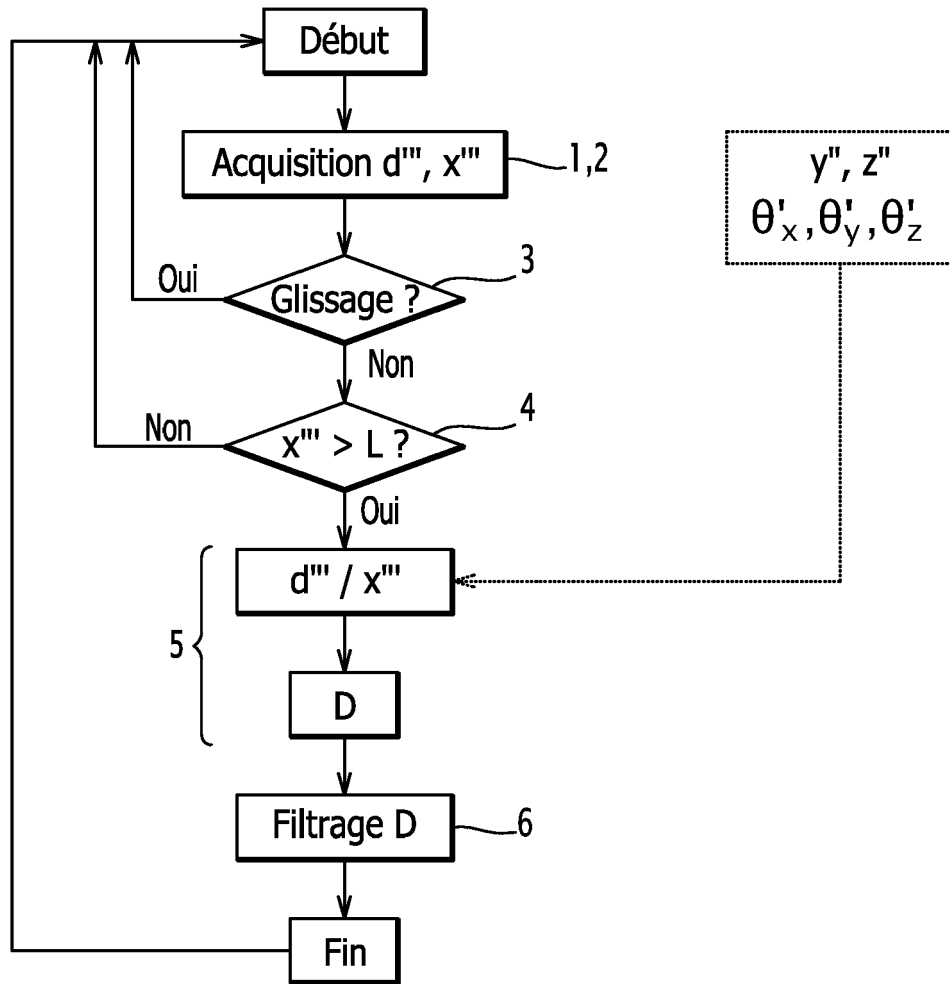 Début
Acquisition d''', x'''
1,2
y'', z''
θ'x, θ'y, θ'z
3
Oui
Glissage ?
Non
4
Non
x''' > L ?
Oui
d''' / x'''
5
D
Filtrage D
6
Fin